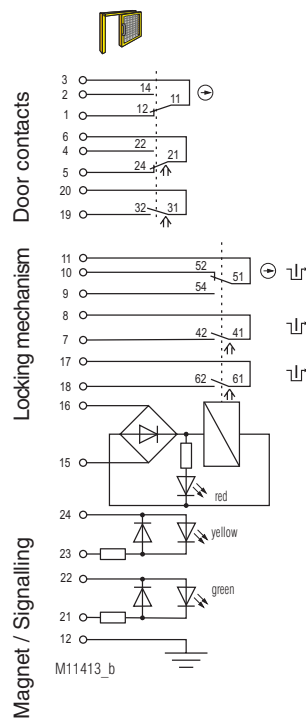 Door contacts
3
2 14
11
1 12
6
4 22
21
5 24
20
19 32 31
Locking mechanism
11
10 52
51
9 54
8
7 42 41
17
18 62 61
Magnet / Signalling
16
15
red
24
yellow
23
22
green
21
12
M11413_b